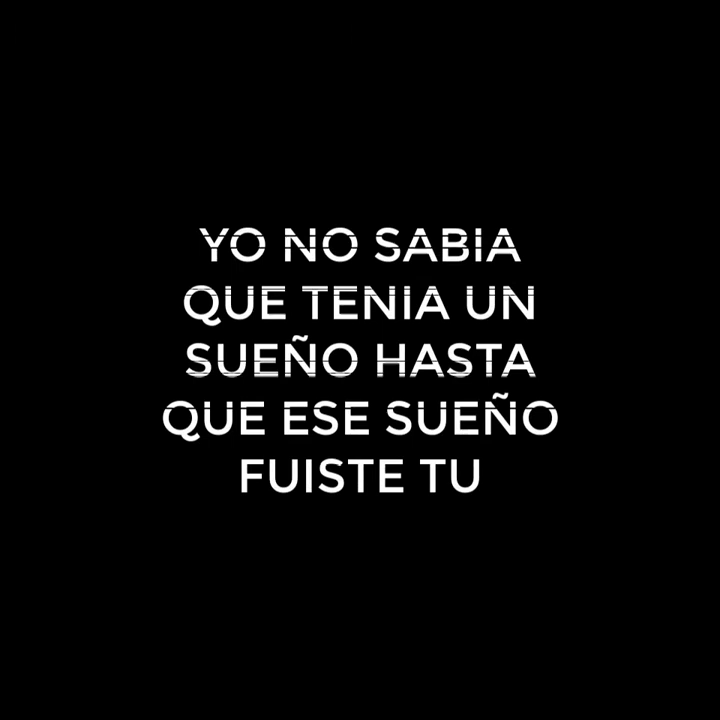 YO NO SABIA
QUE TENIA UN
SUEÑO HASTA
QUE ESE SUEÑO
FUISTE TU